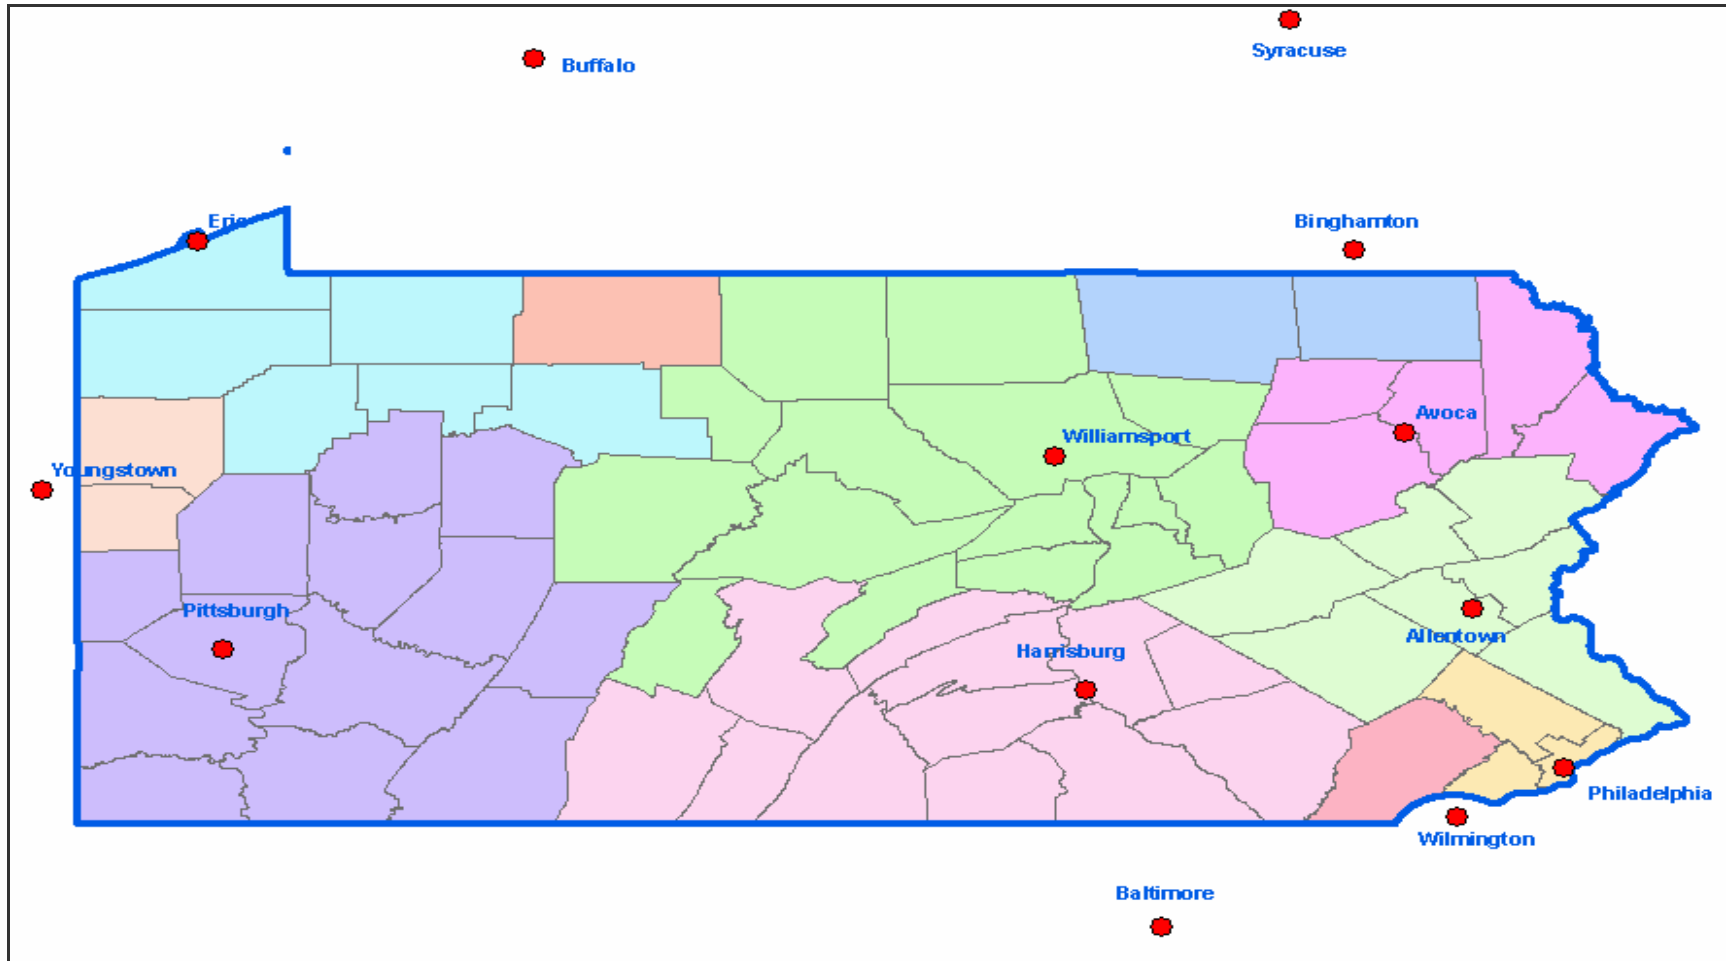 Syracuse
Buffalo
Erie
Binghamton
Avoca
Williamsport
Youngstown
Pittsburgh
Allentown
Harrisburg
Philadelphia
Wilmington
Baltimore